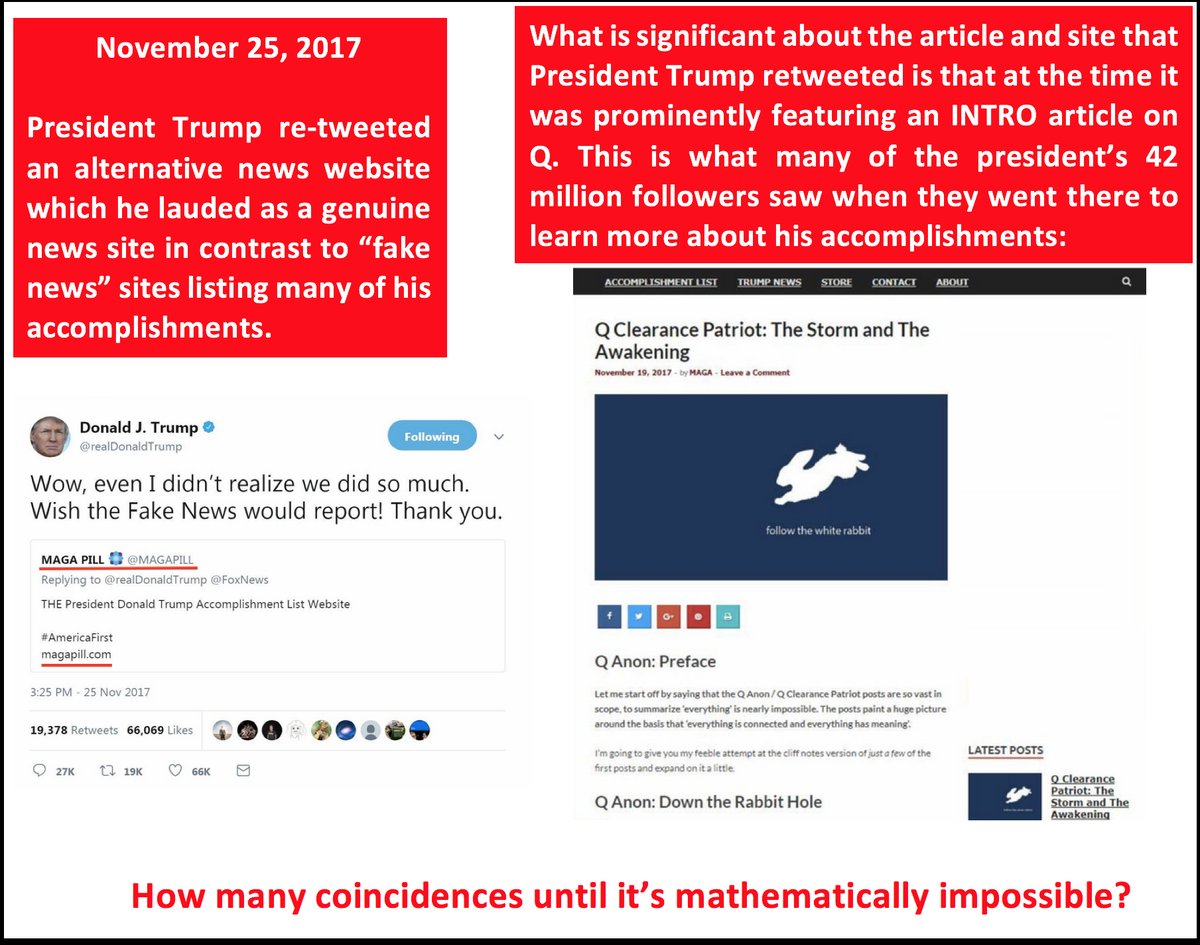 November 25, 2017
President Trump re-tweeted
an alternative news website
which he lauded as a genuine
news site in contrast to “fake
news” sites listing many of his
accomplishments.
What is significant about the article and site that
President Trump retweeted is that at the time it
was prominently featuring an INTRO article on
Q. This is what many of the president’s 42
million followers saw when they went there to
learn more about his accomplishments:
Donald J. Trump
@realDonaldTrump
Following
Wow, even I didn’t realize we did so much.
Wish the Fake News would report! Thank you.
MAGA PILL @MAGAPILL
Replying to @realDonaldTrump @FoxNews
THE President Donald Trump Accomplishment List Website
#AmericaFirst
magapill.com
3:25 PM - 25 Nov 2017
19,378 Retweets 66,069 Likes
27K 19K 66K
ACCOMPLISHMENT LIST TRUMP NEWS STORE CONTACT ABOUT
Q Clearance Patriot: The Storm and The
Awakening
November 19, 2017 - by MAGA - Leave a Comment
follow the white rabbit
f G+
Q Anon: Preface
Let me start off by saying that the Q Anon / Q Clearance Patriot posts are so vast in
scope, to summarize 'everything' is nearly impossible. The posts paint a huge picture
around the basis that 'everything is connected and everything has meaning'.
I'm going to give you my feeble attempt at the cliff notes version of just a few of the
first posts and expand on it a little.
Q Anon: Down the Rabbit Hole
LATEST POSTS
Q Clearance
Patriot: The
Storm and The
Awakening
How many coincidences until it’s mathematically impossible?